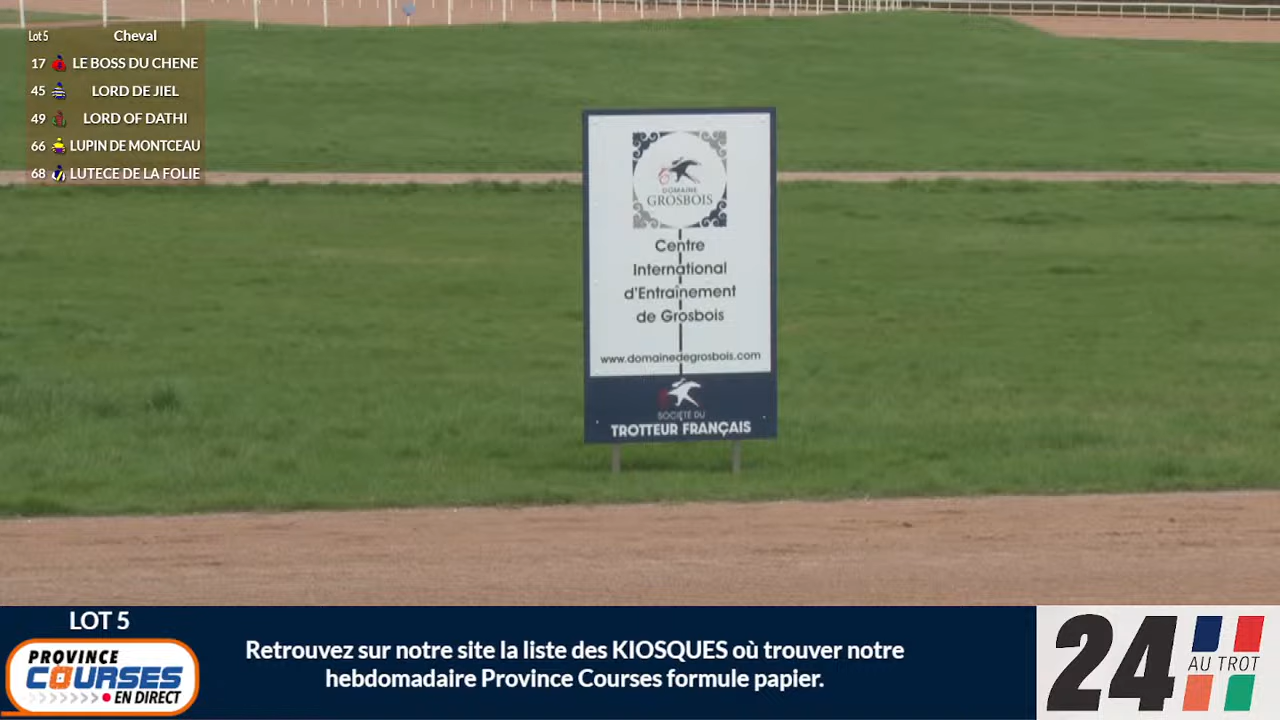 Lot 5 Cheval
17 LE BOSS DU CHENE
45 LORD DE JIEL
49 LORD OF DATHI
66 LUPIN DE MONTCEAU
68 LUTECE DE LA FOLIE
DOMAINE
GROSBOIS
Centre
International
d'Entraînement
de Grosbois
www.domainedegrosbois.com
SOCIÉTÉ DU
TROTTEUR FRANÇAIS
LOT 5
PROVINCE
COURSES
EN DIRECT
Retrouvez sur notre site la liste des KIOSQUES où trouver notre
hebdomadaire Province Courses formule papier.
24
AU TROT